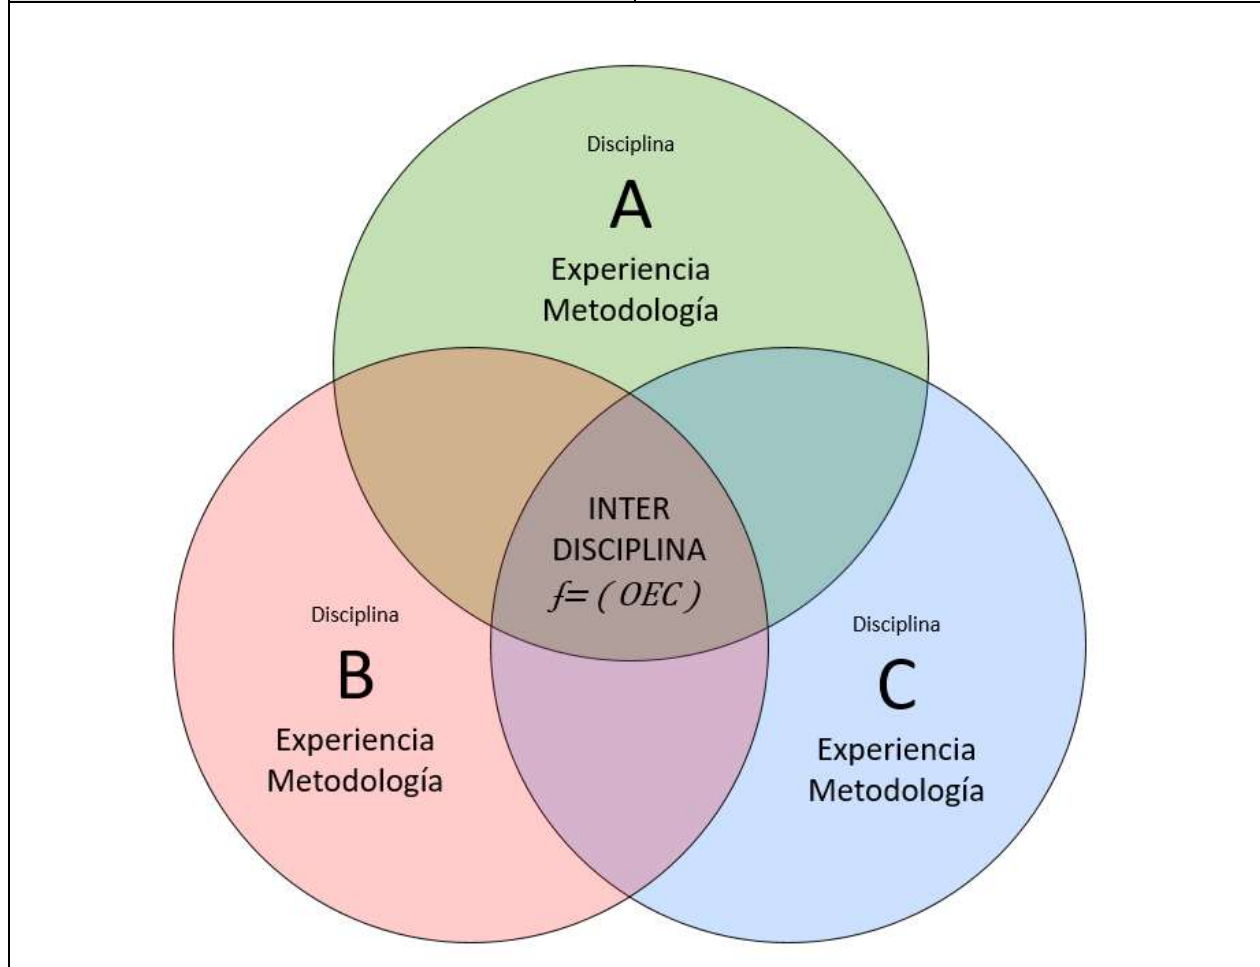 Disciplina
A
Experiencia
Metodología
INTER
DISCIPLINA
f= ( OEC )
Disciplina
B
Experiencia
Metodología
Disciplina
C
Experiencia
Metodología